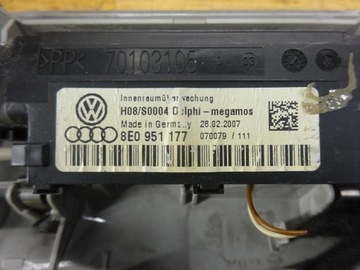 >PP< 70103105
Innenraumüberwachung
H08/S0004 Delphi-megamos
Made in Germany 28.02.2007
8E0 951 177 070079 / 111